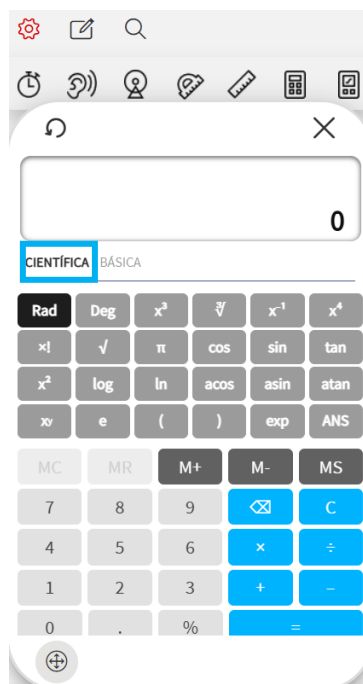 0
CIENTÍFICA BÁSICA
Rad Deg x³ ∛ x⁻¹ x⁴
×! √ π cos sin tan
x² log ln acos asin atan
xʸ e ( ) exp ANS
MC MR M+ M- MS
7 8 9 ⌫ C
4 5 6 × ÷
1 2 3 + −
0 . % =